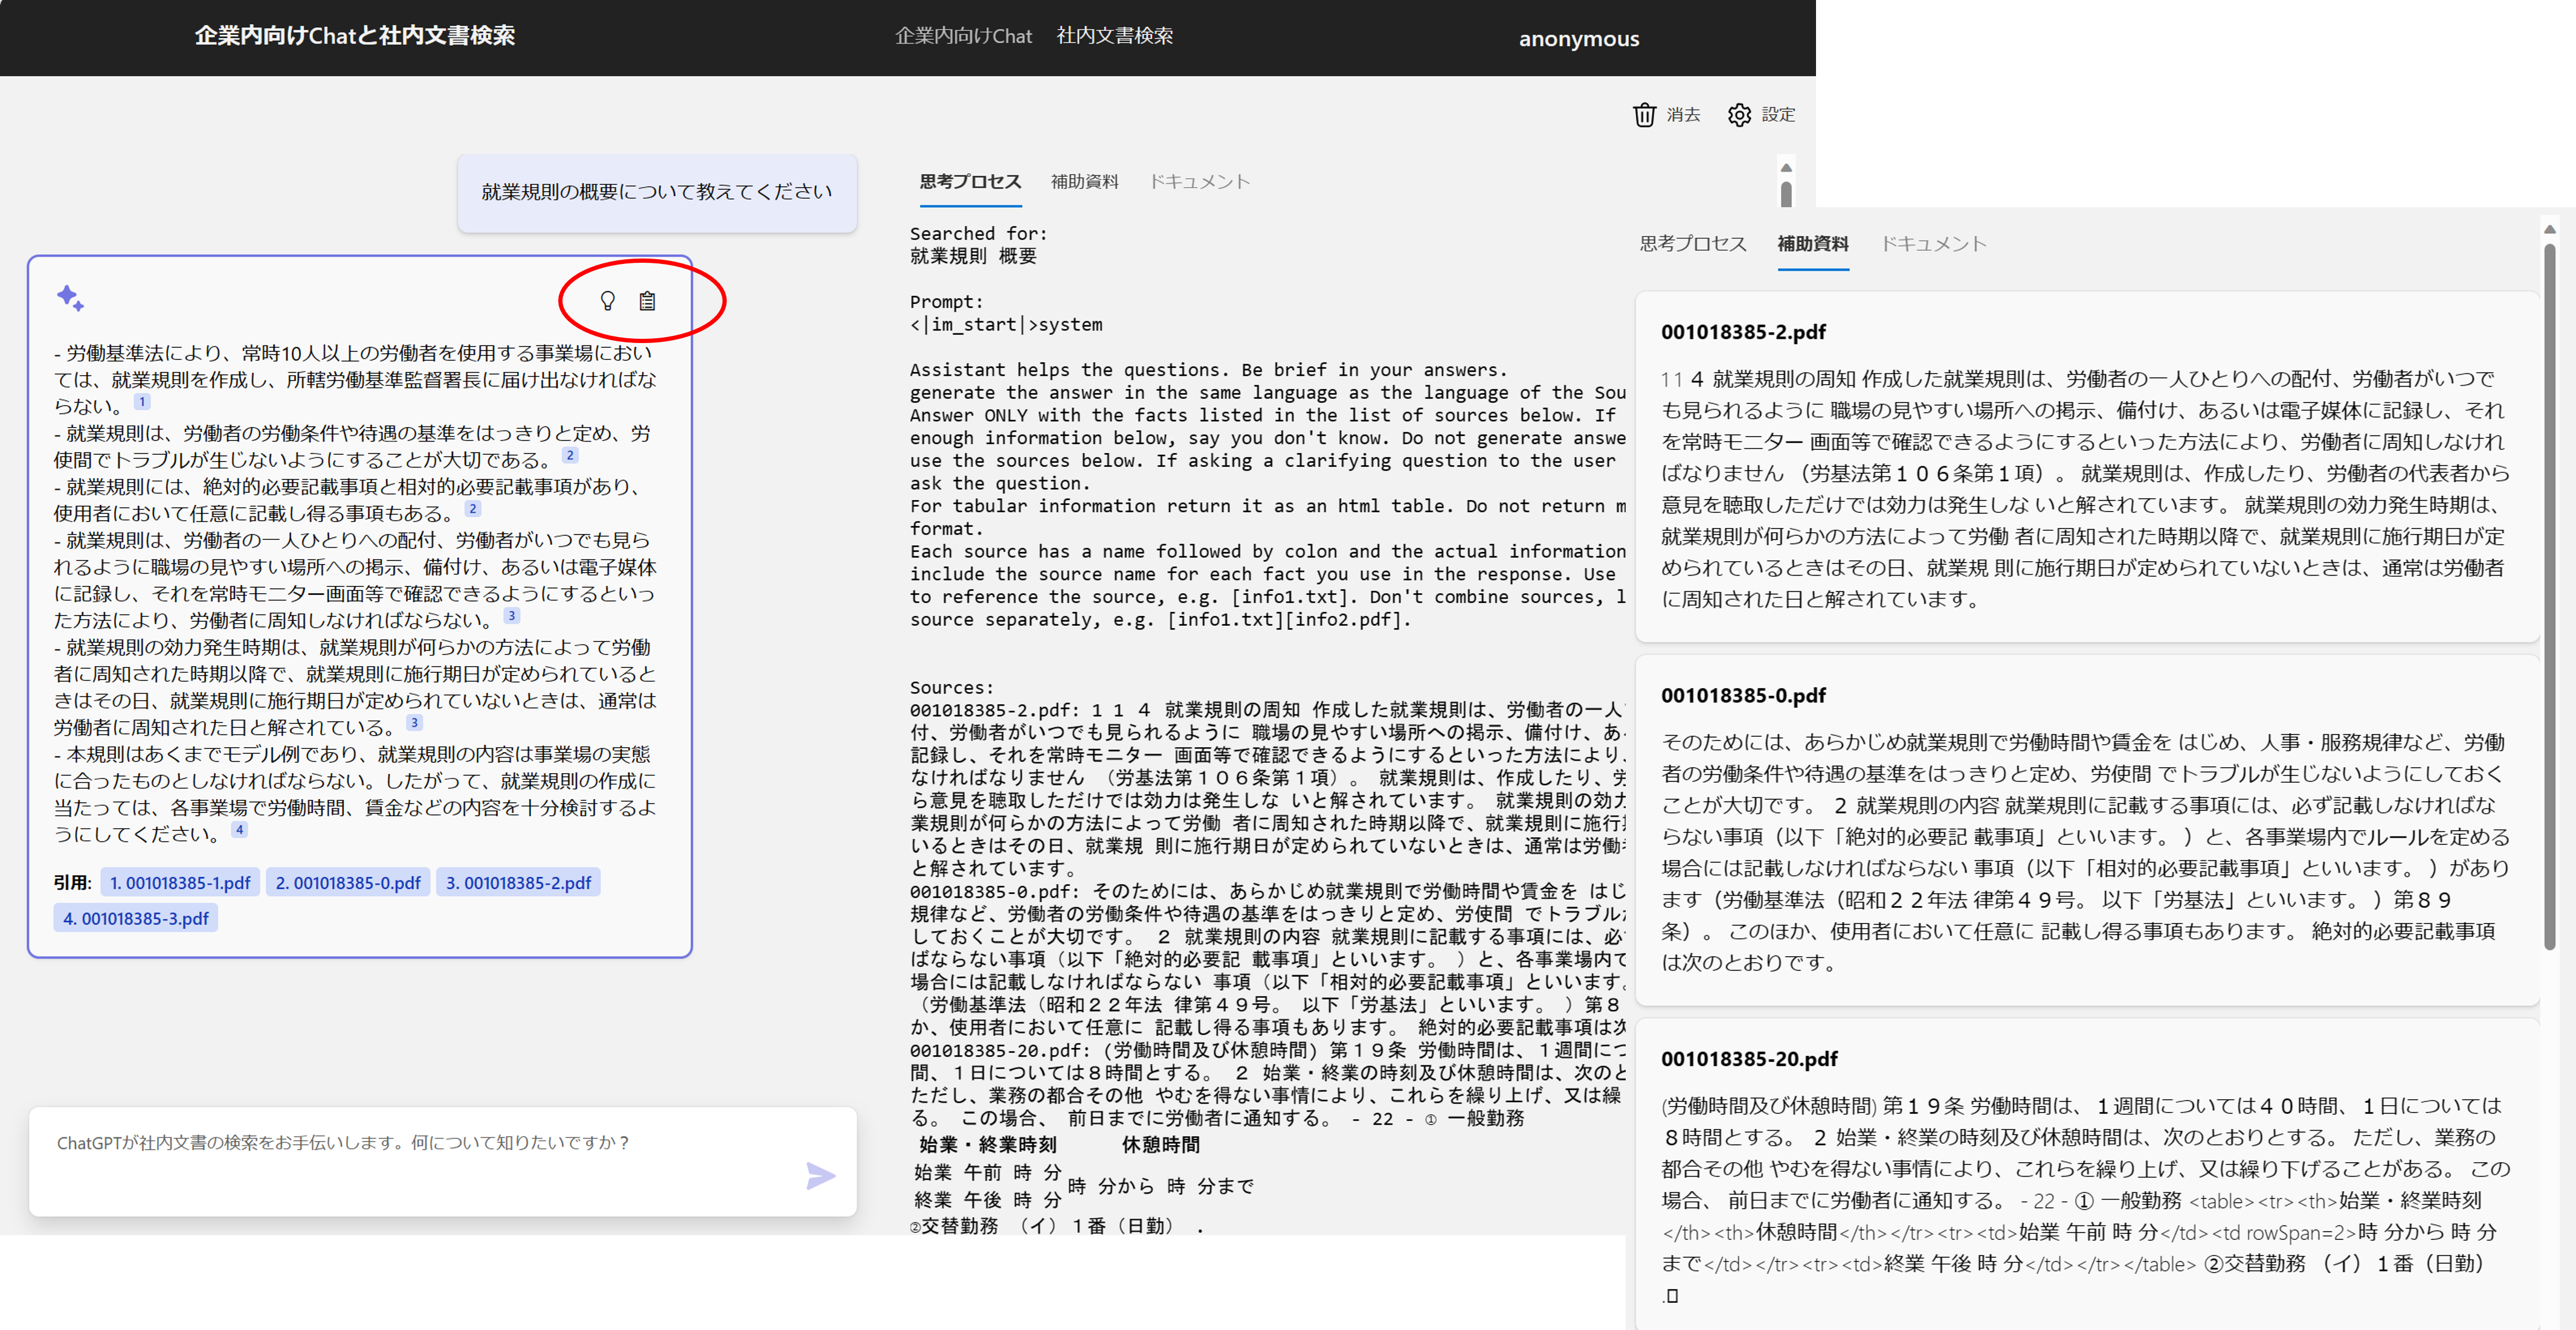 企業内向けChatと社内文書検索
企業内向けChat 社内文書検索
anonymous
消去 設定
就業規則の概要について教えてください
- 労働基準法により、常時10人以上の労働者を使用する事業場におい
ては、就業規則を作成し、所轄労働基準監督署長に届け出なければな
らない。 1
- 就業規則は、労働者の労働条件や待遇の基準をはっきりと定め、労
使間でトラブルが生じないようにすることが大切である。 2
- 就業規則には、絶対的必要記載事項と相対的必要記載事項があり、
使用者において任意に記載し得る事項もある。 2
- 就業規則は、労働者の一人ひとりへの配付、労働者がいつでも見ら
れるように職場の見やすい場所への掲示、備付け、あるいは電子媒体
に記録し、それを常時モニター画面等で確認できるようにするといっ
た方法により、労働者に周知しなければならない。 3
- 就業規則の効力発生時期は、就業規則が何らかの方法によって労働
者に周知された時期以降で、就業規則に施行期日が定められていると
きはその日、就業規則に施行期日が定められていないときは、通常は
労働者に周知された日と解されている。 3
- 本規則はあくまでモデル例であり、就業規則の内容は事業場の実態
に合ったものとしなければならない。したがって、就業規則の作成に
当たっては、各事業場で労働時間、賃金などの内容を十分検討するよ
うにしてください。 4
引用: 1. 001018385-1.pdf 2. 001018385-0.pdf 3. 001018385-2.pdf
4. 001018385-3.pdf
ChatGPTが社内文書の検索をお手伝いします。何について知りたいですか？
思考プロセス 補助資料 ドキュメント
Searched for:
就業規則 概要
Prompt:
<|im_start|>system
Assistant helps the questions. Be brief in your answers.
generate the answer in the same language as the language of the Sou
Answer ONLY with the facts listed in the list of sources below. If
enough information below, say you don't know. Do not generate answe
use the sources below. If asking a clarifying question to the user
ask the question.
For tabular information return it as an html table. Do not return m
format.
Each source has a name followed by colon and the actual information
include the source name for each fact you use in the response. Use
to reference the source, e.g. [info1.txt]. Don't combine sources, l
source separately, e.g. [info1.txt][info2.pdf].
Sources:
001018385-2.pdf: １１ ４ 就業規則の周知 作成した就業規則は、労働者の一人
付、労働者がいつでも見られるように 職場の見やすい場所への掲示、備付け、あ
記録し、それを常時モニター 画面等で確認できるようにするといった方法により、
なければなりません （労基法第１０６条第１項）。 就業規則は、作成したり、労
ら意見を聴取しただけでは効力は発生しな いと解されています。 就業規則の効力
業規則が何らかの方法によって労働 者に周知された時期以降で、就業規則に施行
いるときはその日、就業規 則に施行期日が定められていないときは、通常は労働
と解されています。
001018385-0.pdf: そのためには、あらかじめ就業規則で労働時間や賃金を はじ
規律など、労働者の労働条件や待遇の基準をはっきりと定め、労使間 でトラブル
しておくことが大切です。 ２ 就業規則の内容 就業規則に記載する事項には、必
ばならない事項（以下「絶対的必要記 載事項」といいます。 ）と、各事業場内で
場合には記載しなければならない 事項（以下「相対的必要記載事項」といいます。
（労働基準法（昭和２２年法 律第４９号。 以下「労基法」といいます。 ）第８
か、使用者において任意に 記載し得る事項もあります。 絶対的必要記載事項は次
001018385-20.pdf: (労働時間及び休憩時間) 第１９条 労働時間は、１週間につ
間、１日については８時間とする。 ２ 始業・終業の時刻及び休憩時間は、次のと
ただし、業務の都合その他 やむを得ない事情により、これらを繰り上げ、又は繰
る。 この場合、 前日までに労働者に通知する。 - 22 - ① 一般勤務
始業・終業時刻 休憩時間
始業 午前 時 分 時 分から 時 分まで
終業 午後 時 分
②交替勤務 （イ）１番（日勤） .
思考プロセス 補助資料 ドキュメント
001018385-2.pdf
11４ 就業規則の周知 作成した就業規則は、労働者の一人ひとりへの配付、労働者がいつで
も見られるように 職場の見やすい場所への掲示、備付け、あるいは電子媒体に記録し、それ
を常時モニター 画面等で確認できるようにするといった方法により、労働者に周知しなけれ
ばなりません （労基法第１０６条第１項）。 就業規則は、作成したり、労働者の代表者から
意見を聴取しただけでは効力は発生しな いと解されています。 就業規則の効力発生時期は、
就業規則が何らかの方法によって労働 者に周知された時期以降で、就業規則に施行期日が定
められているときはその日、就業規 則に施行期日が定められていないときは、通常は労働者
に周知された日と解されています。
001018385-0.pdf
そのためには、あらかじめ就業規則で労働時間や賃金を はじめ、人事・服務規律など、労働
者の労働条件や待遇の基準をはっきりと定め、労使間 でトラブルが生じないようにしておく
ことが大切です。 ２ 就業規則の内容 就業規則に記載する事項には、必ず記載しなければな
らない事項（以下「絶対的必要記 載事項」といいます。 ）と、各事業場内でルールを定める
場合には記載しなければならない 事項（以下「相対的必要記載事項」といいます。 ）があり
ます（労働基準法（昭和２２年法 律第４９号。 以下「労基法」といいます。 ）第８９
条）。 このほか、使用者において任意に 記載し得る事項もあります。 絶対的必要記載事項
は次のとおりです。
001018385-20.pdf
(労働時間及び休憩時間) 第１９条 労働時間は、１週間については４０時間、１日については
８時間とする。 ２ 始業・終業の時刻及び休憩時間は、次のとおりとする。 ただし、業務の
都合その他 やむを得ない事情により、これらを繰り上げ、又は繰り下げることがある。 この
場合、 前日までに労働者に通知する。 - 22 - ① 一般勤務 <table><tr><th>始業・終業時刻
</th><th>休憩時間</th></tr><tr><td>始業 午前 時 分</td><td rowSpan=2>時 分から 時 分
まで</td></tr><tr><td>終業 午後 時 分</td></tr></table> ②交替勤務 （イ）１番（日勤）
.